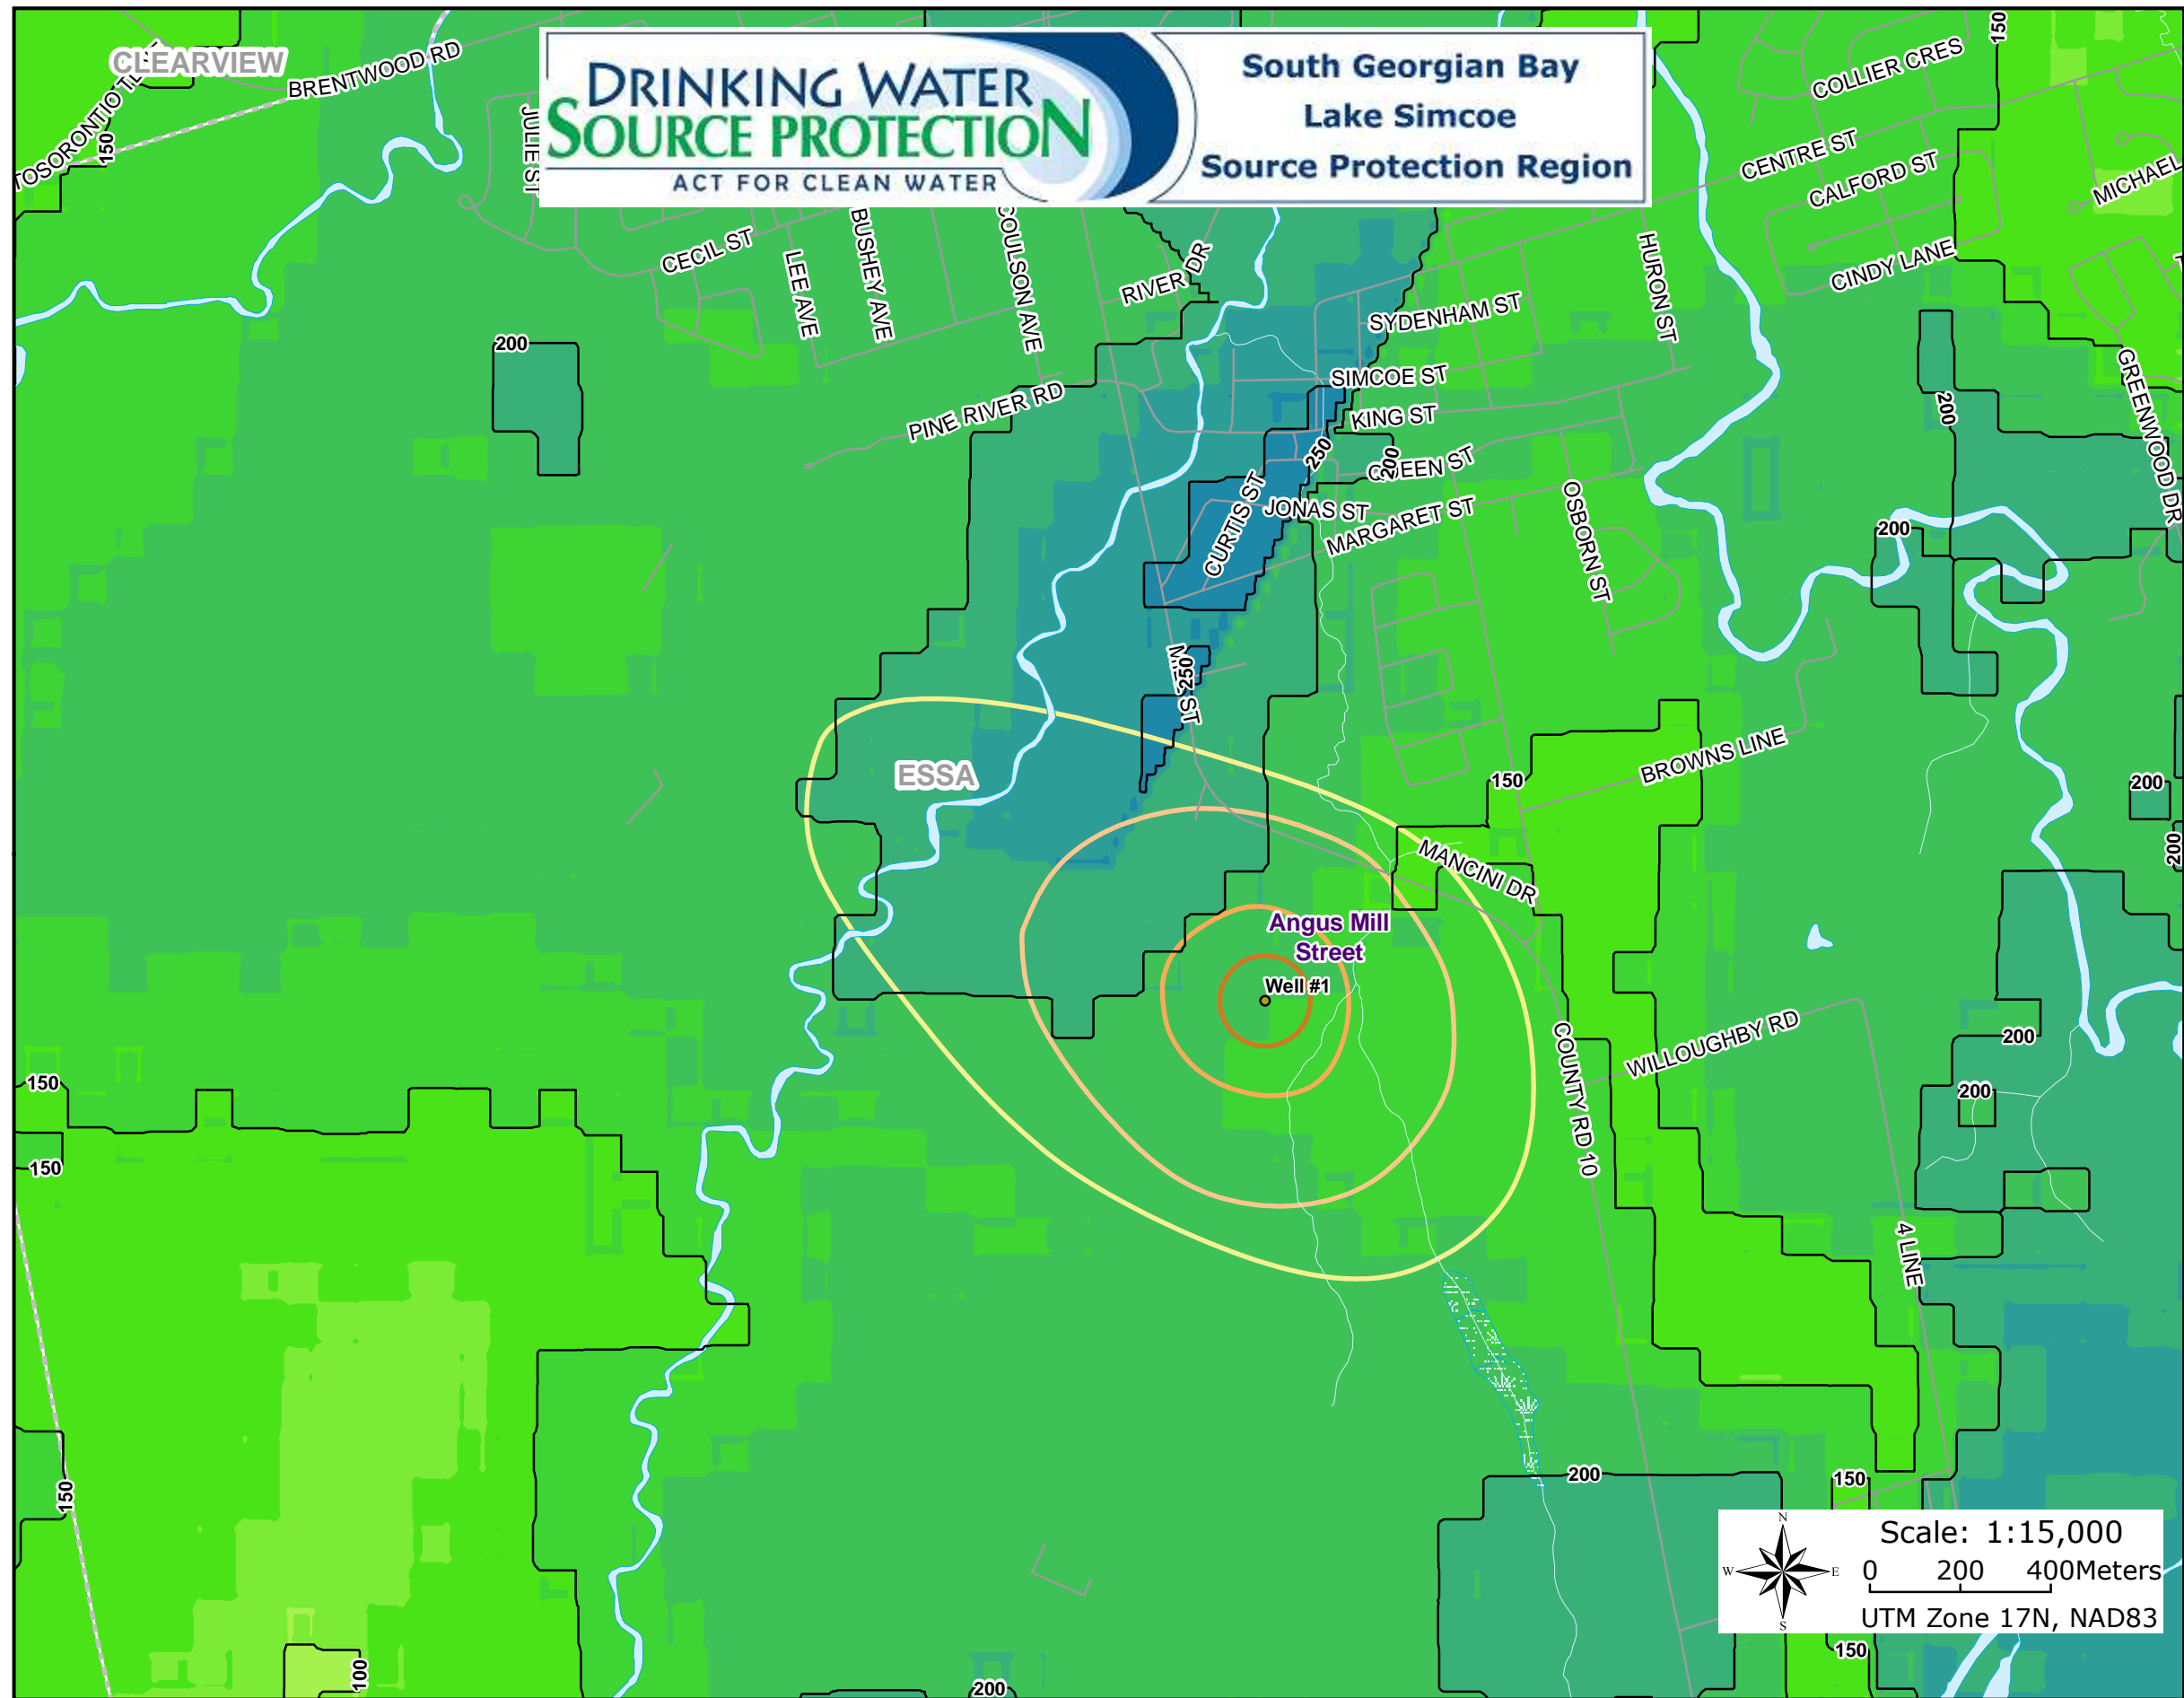 CLEARVIEW
BRENTWOOD RD
150
JULIE ST
DRINKING WATER
SOURCE PROTECTION
ACT FOR CLEAN WATER
South Georgian Bay
Lake Simcoe
Source Protection Region
150
COLLIER CRES
CENTRE ST
CALFORD ST
MICHAEL
CINDY LANE
HURON ST
CECIL ST
LEE AVE
BUSHEY AVE
COULSON AVE
RIVER DR
SYDENHAM ST
SIMCOE ST
KING ST
QUEEN ST
200
250
PINE RIVER RD
200
CURTIS ST
JONAS ST
MARGARET ST
OSBORN ST
200
GREENWOOD DR
200
250
ESSA
150
BROWNS LINE
200
200
MANCINI DR
Angus Mill
Street
Well #1
COUNTY RD 10
WILLOUGHBY RD
200
200
150
150
4 LINE
150
200
150
150
100
200
Scale: 1:15,000
N
W
E
S
0 200 400Meters
UTM Zone 17N, NAD83